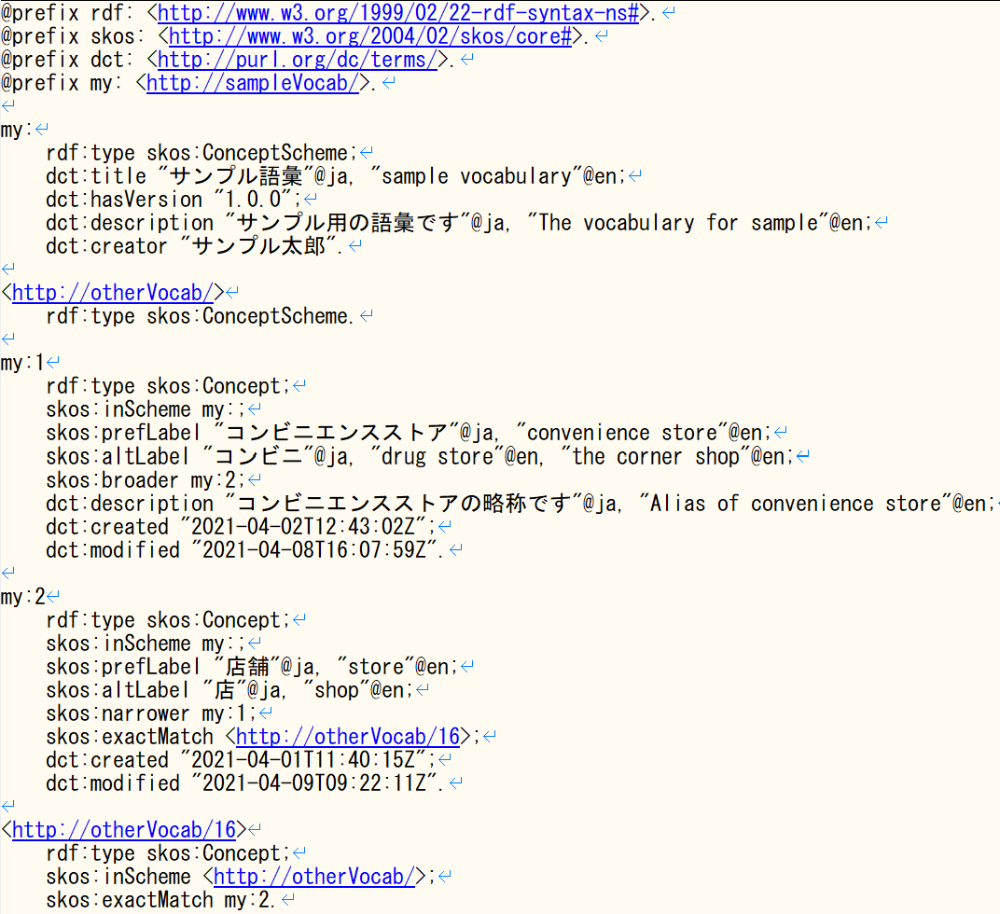 @prefix rdf: <http://www.w3.org/1999/02/22-rdf-syntax-ns#>.
@prefix skos: <http://www.w3.org/2004/02/skos/core#>.
@prefix dct: <http://purl.org/dc/terms/>.
@prefix my: <http://sampleVocab/>.

my:
    rdf:type skos:ConceptScheme;
    dct:title "サンプル語彙"@ja, "sample vocabulary"@en;
    dct:hasVersion "1.0.0";
    dct:description "サンプル用の語彙です"@ja, "The vocabulary for sample"@en;
    dct:creator "サンプル太郎".

<http://otherVocab/>
    rdf:type skos:ConceptScheme.

my:1
    rdf:type skos:Concept;
    skos:inScheme my:;
    skos:prefLabel "コンビニエンスストア"@ja, "convenience store"@en;
    skos:altLabel "コンビニ"@ja, "drug store"@en, "the corner shop"@en;
    skos:broader my:2;
    dct:description "コンビニエンスストアの略称です"@ja, "Alias of convenience store"@en;
    dct:created "2021-04-02T12:43:02Z";
    dct:modified "2021-04-08T16:07:59Z".

my:2
    rdf:type skos:Concept;
    skos:inScheme my:;
    skos:prefLabel "店舗"@ja, "store"@en;
    skos:altLabel "店"@ja, "shop"@en;
    skos:narrower my:1;
    skos:exactMatch <http://otherVocab/16>;
    dct:created "2021-04-01T11:40:15Z";
    dct:modified "2021-04-09T09:22:11Z".

<http://otherVocab/16>
    rdf:type skos:Concept;
    skos:inScheme <http://otherVocab/>;
    skos:exactMatch my:2.